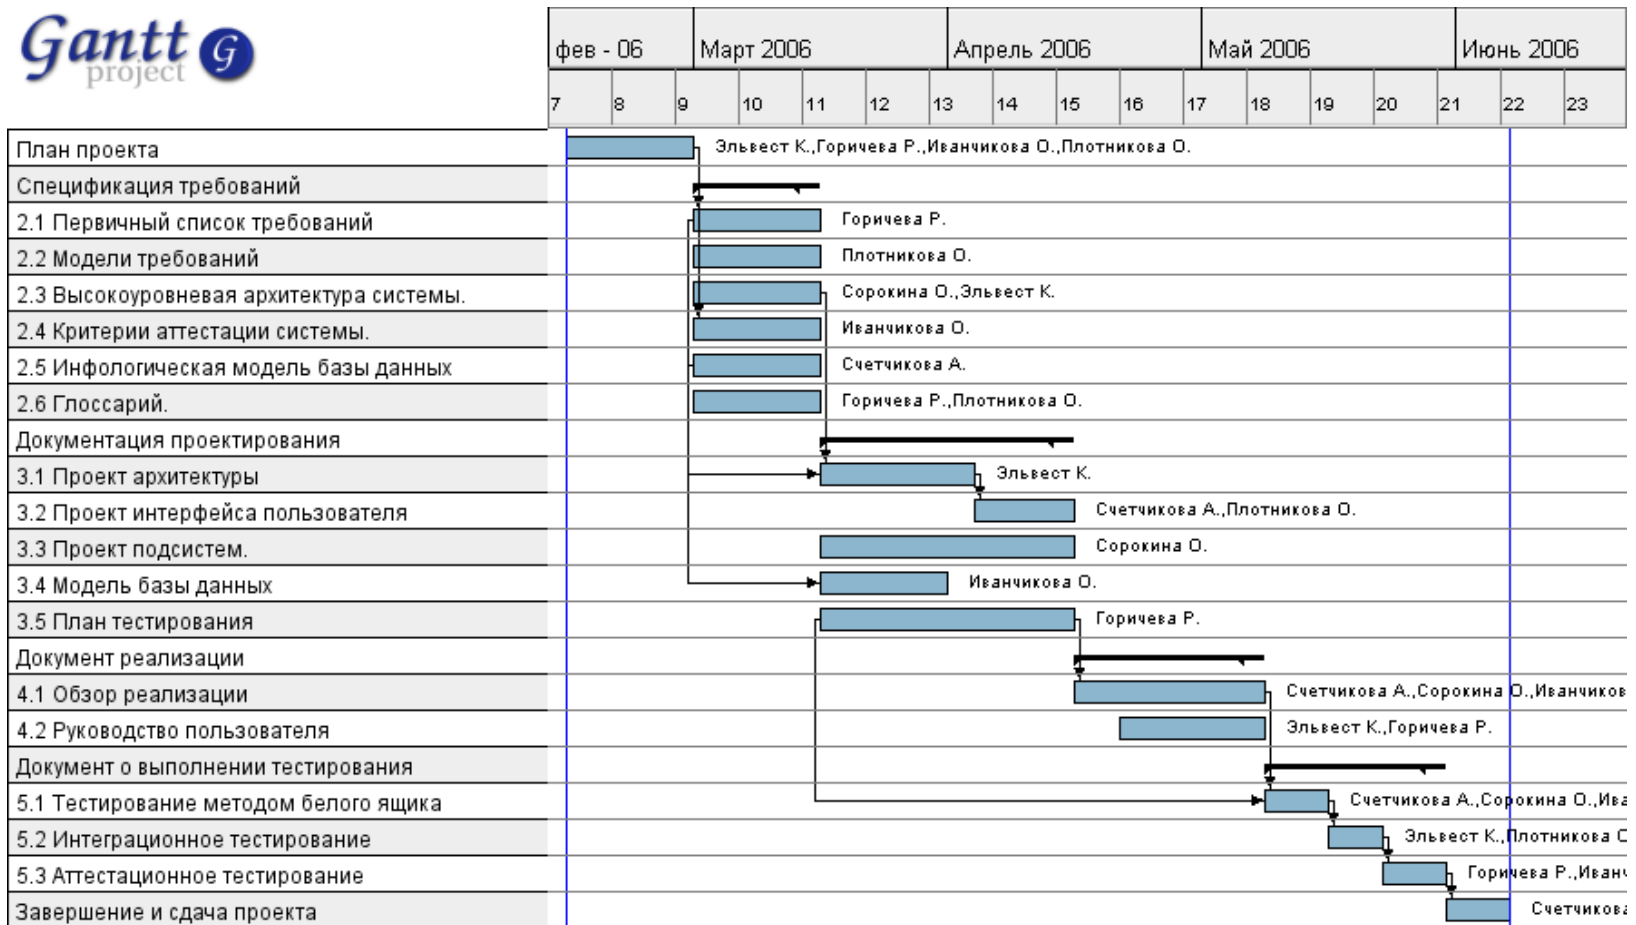 Gantt G
project
фев - 06 Март 2006 Апрель 2006 Май 2006 Июнь 2006
7 8 9 10 11 12 13 14 15 16 17 18 19 20 21 22 23
План проекта Эльвест К.,Горичева Р.,Иванчикова О.,Плотникова О.
Спецификация требований
2.1 Первичный список требований Горичева Р.
2.2 Модели требований Плотникова О.
2.3 Высокоуровневая архитектура системы. Сорокина О.,Эльвест К.
2.4 Критерии аттестации системы. Иванчикова О.
2.5 Инфологическая модель базы данных Счетчикова А.
2.6 Глоссарий. Горичева Р.,Плотникова О.
Документация проектирования
3.1 Проект архитектуры Эльвест К.
3.2 Проект интерфейса пользователя Счетчикова А.,Плотникова О.
3.3 Проект подсистем. Сорокина О.
3.4 Модель базы данных Иванчикова О.
3.5 План тестирования Горичева Р.
Документ реализации
4.1 Обзор реализации Счетчикова А.,Сорокина О.,Иванчиков
4.2 Руководство пользователя Эльвест К.,Горичева Р.
Документ о выполнении тестирования
5.1 Тестирование методом белого ящика Счетчикова А.,Сорокина О.,Ива
5.2 Интеграционное тестирование Эльвест К.,Плотникова О
5.3 Аттестационное тестирование Горичева Р.,Иванч
Завершение и сдача проекта Счетчикова